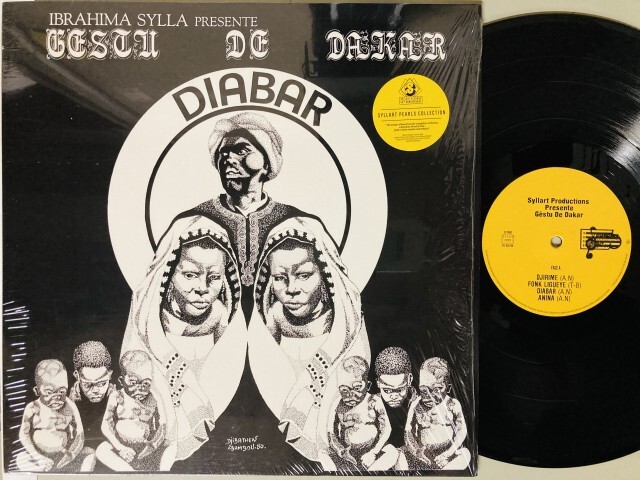 IBRAHIMA SYLLA PRESENTE
GESTU DE DAKAR
DIABAR
SYLLART PEARLS COLLECTION
Syllart Productions
Presente
Gëstu De Dakar
FACE A
DJIRIME (A,N)
FONK LIGUEYE (T-B)
DIABAR (A,N)
ANINA (A,N)